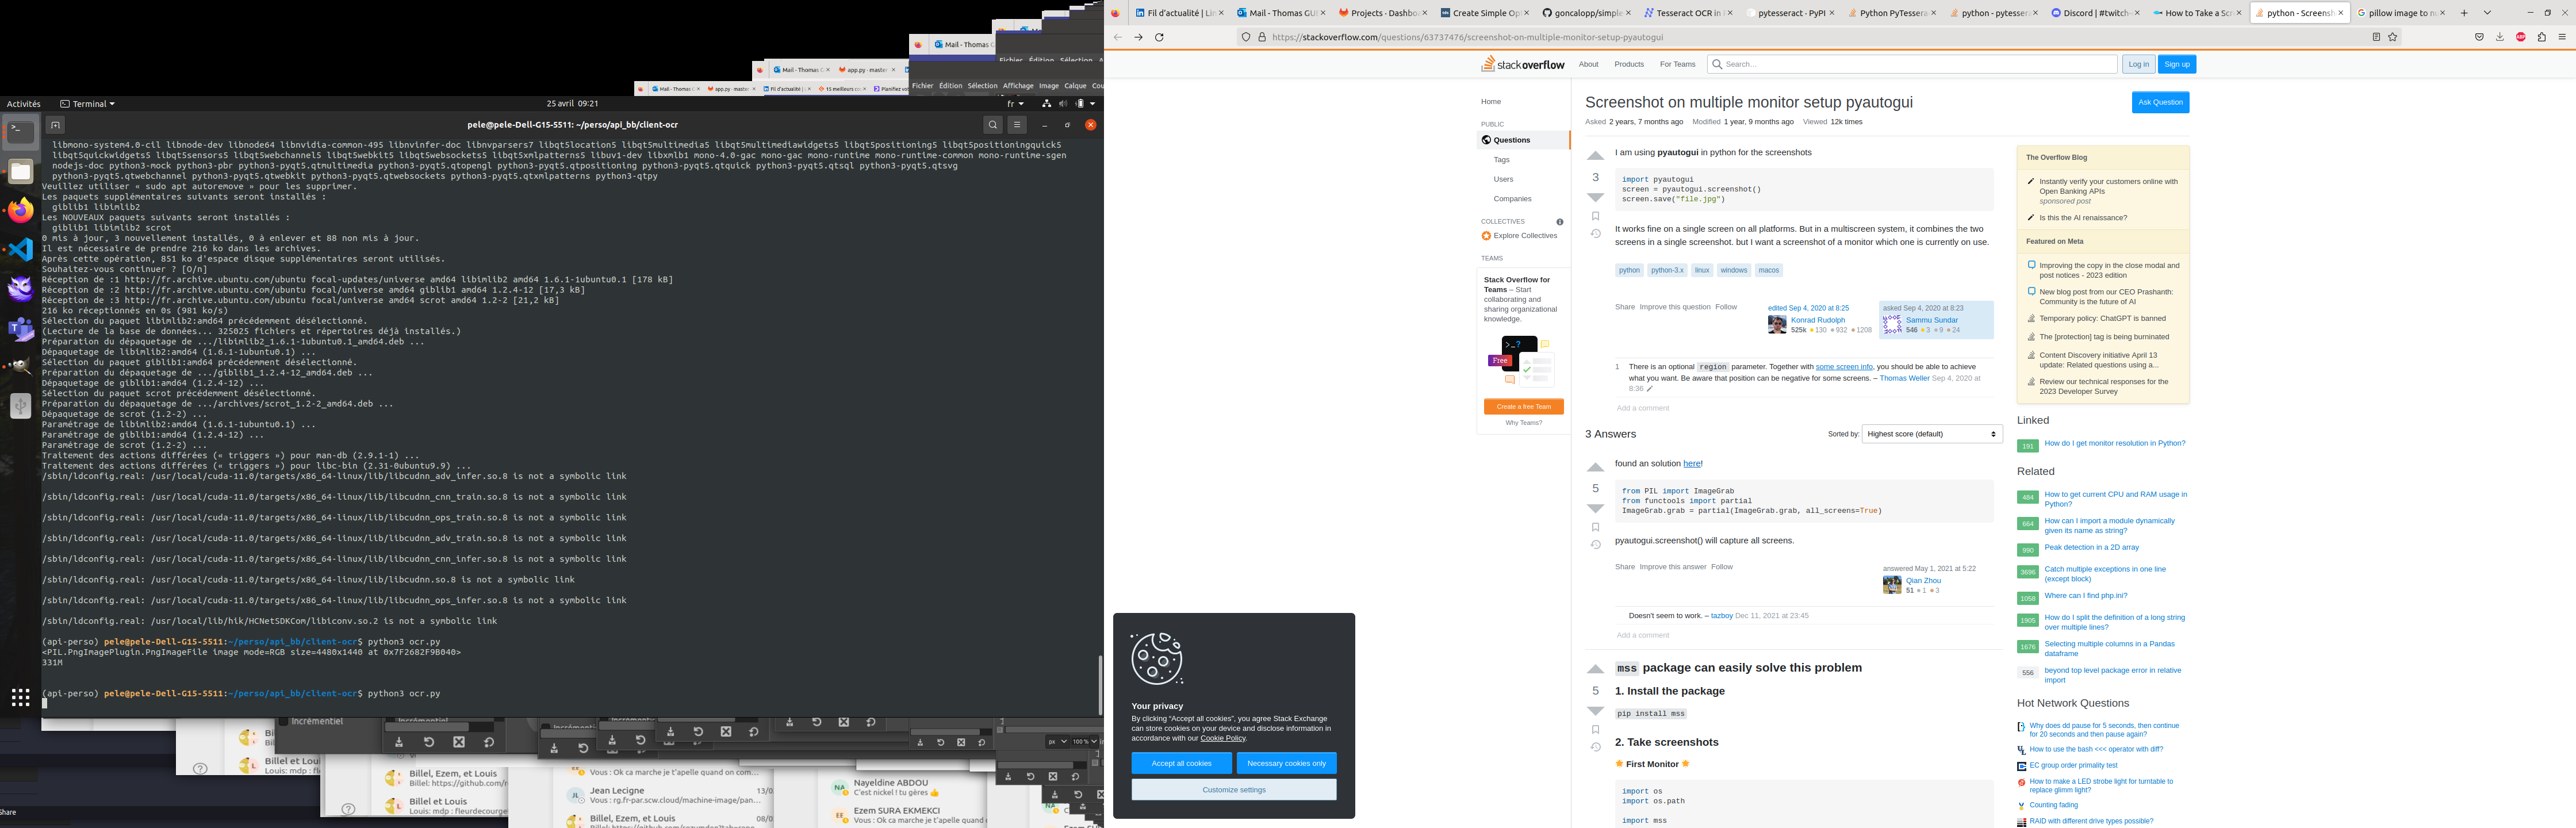 Activités
Terminal
25 avril 09:21
fr
pele@pele-Dell-G15-5511: ~/perso/api_bb/client-ocr
libmono-system4.0-cil libnode-dev libnode64 libnvidia-common-495 libnvinfer-doc libnvparsers7 libqt5location5 libqt5multimedia5 libqt5multimediawidgets5 libqt5positioning5 libqt5positioningquick5
libqt5quickwidgets5 libqt5sensors5 libqt5webchannel5 libqt5webkit5 libqt5websockets5 libqt5xmlpatterns5 libuv1-dev libxmlb1 mono-4.0-gac mono-gac mono-runtime mono-runtime-common mono-runtime-sgen
nodejs-doc python3-mock python3-pbr python3-pyqt5.qtmultimedia python3-pyqt5.qtopengl python3-pyqt5.qtpositioning python3-pyqt5.qtquick python3-pyqt5.qtsql python3-pyqt5.qtsvg
python3-pyqt5.qtwebchannel python3-pyqt5.qtwebkit python3-pyqt5.qtwebsockets python3-pyqt5.qtxmlpatterns python3-qtpy
Veuillez utiliser « sudo apt autoremove » pour les supprimer.
Les paquets supplémentaires suivants seront installés :
giblib1 libimlib2
Les NOUVEAUX paquets suivants seront installés :
giblib1 libimlib2 scrot
0 mis à jour, 3 nouvellement installés, 0 à enlever et 88 non mis à jour.
Il est nécessaire de prendre 216 ko dans les archives.
Après cette opération, 851 ko d'espace disque supplémentaires seront utilisés.
Souhaitez-vous continuer ? [O/n]
Réception de :1 http://fr.archive.ubuntu.com/ubuntu focal-updates/universe amd64 libimlib2 amd64 1.6.1-1ubuntu0.1 [178 kB]
Réception de :2 http://fr.archive.ubuntu.com/ubuntu focal/universe amd64 giblib1 amd64 1.2.4-12 [17,3 kB]
Réception de :3 http://fr.archive.ubuntu.com/ubuntu focal/universe amd64 scrot amd64 1.2-2 [21,2 kB]
216 ko réceptionnés en 0s (981 ko/s)
Sélection du paquet libimlib2:amd64 précédemment désélectionné.
(Lecture de la base de données... 325025 fichiers et répertoires déjà installés.)
Préparation du dépaquetage de .../libimlib2_1.6.1-1ubuntu0.1_amd64.deb ...
Dépaquetage de libimlib2:amd64 (1.6.1-1ubuntu0.1) ...
Sélection du paquet giblib1:amd64 précédemment désélectionné.
Préparation du dépaquetage de .../giblib1_1.2.4-12_amd64.deb ...
Dépaquetage de giblib1:amd64 (1.2.4-12) ...
Sélection du paquet scrot précédemment désélectionné.
Préparation du dépaquetage de .../archives/scrot_1.2-2_amd64.deb ...
Dépaquetage de scrot (1.2-2) ...
Paramétrage de libimlib2:amd64 (1.6.1-1ubuntu0.1) ...
Paramétrage de giblib1:amd64 (1.2.4-12) ...
Paramétrage de scrot (1.2-2) ...
Traitement des actions différées (« triggers ») pour man-db (2.9.1-1) ...
Traitement des actions différées (« triggers ») pour libc-bin (2.31-0ubuntu9.9) ...
/sbin/ldconfig.real: /usr/local/cuda-11.0/targets/x86_64-linux/lib/libcudnn_adv_infer.so.8 is not a symbolic link
/sbin/ldconfig.real: /usr/local/cuda-11.0/targets/x86_64-linux/lib/libcudnn_cnn_train.so.8 is not a symbolic link
/sbin/ldconfig.real: /usr/local/cuda-11.0/targets/x86_64-linux/lib/libcudnn_ops_train.so.8 is not a symbolic link
/sbin/ldconfig.real: /usr/local/cuda-11.0/targets/x86_64-linux/lib/libcudnn_adv_train.so.8 is not a symbolic link
/sbin/ldconfig.real: /usr/local/cuda-11.0/targets/x86_64-linux/lib/libcudnn_cnn_infer.so.8 is not a symbolic link
/sbin/ldconfig.real: /usr/local/cuda-11.0/targets/x86_64-linux/lib/libcudnn.so.8 is not a symbolic link
/sbin/ldconfig.real: /usr/local/cuda-11.0/targets/x86_64-linux/lib/libcudnn_ops_infer.so.8 is not a symbolic link
/sbin/ldconfig.real: /usr/local/lib/hik/HCNetSDKCom/libiconv.so.2 is not a symbolic link
(api-perso) pele@pele-Dell-G15-5511:~/perso/api_bb/client-ocr$ python3 ocr.py
<PIL.PngImagePlugin.PngImageFile image mode=RGB size=4480x1440 at 0x7F2682F9B040>
331M
(api-perso) pele@pele-Dell-G15-5511:~/perso/api_bb/client-ocr$ python3 ocr.py
Fichier Édition Sélection Affichage Image Calque Cou
Incrémentiel
Billel et Louis
Louis: mdp : fleurdecourge
Billel, Ezem, et Louis
Jean Lecigne
Vous : rg.fr-par.scw.cloud/machine-image/pan...
Vous : Ok ca marche je t'apelle quand on com...
Nayeldine ABDOU
C'est nickel ! tu gères 👍
Ezem SURA EKMEKCI
px
100 %
Share
Fil d'actualité | Lin
Mail - Thomas GUE
Projects · Dashboa
Create Simple Opt
goncalopp/simple
Tesseract OCR in P
pytesseract · PyPI
Python PyTessera
python - pytessera
Discord | #twitch-
How to Take a Scr
python - Screensh
pillow image to n
https://stackoverflow.com/questions/63737476/screenshot-on-multiple-monitor-setup-pyautogui
stackoverflow
About
Products
For Teams
Search...
Log in
Sign up
Home
PUBLIC
Questions
Tags
Users
Companies
COLLECTIVES
Explore Collectives
TEAMS
Stack Overflow for
Teams – Start
collaborating and
sharing organizational
knowledge.
Free
Create a free Team
Why Teams?
Screenshot on multiple monitor setup pyautogui
Ask Question
Asked 2 years, 7 months ago Modified 1 year, 9 months ago Viewed 12k times
3
I am using pyautogui in python for the screenshots
import pyautogui
screen = pyautogui.screenshot()
screen.save("file.jpg")
It works fine on a single screen on all platforms. But in a multiscreen system, it combines the two
screens in a single screenshot. but I want a screenshot of a monitor which one is currently on use.
python python-3.x linux windows macos
Share Improve this question Follow
edited Sep 4, 2020 at 8:25
Konrad Rudolph
525k 130 932 1208
asked Sep 4, 2020 at 8:23
Sammu Sundar
546 3 9 24
1 There is an optional region parameter. Together with some screen info, you should be able to achieve
what you want. Be aware that position can be negative for some screens. – Thomas Weller Sep 4, 2020 at
8:36
Add a comment
3 Answers
Sorted by: Highest score (default)
5
found an solution here!
from PIL import ImageGrab
from functools import partial
ImageGrab.grab = partial(ImageGrab.grab, all_screens=True)
pyautogui.screenshot() will capture all screens.
Share Improve this answer Follow
answered May 1, 2021 at 5:22
Qian Zhou
51 1 3
Doesn't seem to work. – tazboy Dec 11, 2021 at 23:45
Add a comment
5
mss package can easily solve this problem
1. Install the package
pip install mss
2. Take screenshots
First Monitor
import os
import os.path
import mss
The Overflow Blog
Instantly verify your customers online with
Open Banking APIs
sponsored post
Is this the AI renaissance?
Featured on Meta
Improving the copy in the close modal and
post notices - 2023 edition
New blog post from our CEO Prashanth:
Community is the future of AI
Temporary policy: ChatGPT is banned
The [protection] tag is being burninated
Content Discovery initiative April 13
update: Related questions using a...
Review our technical responses for the
2023 Developer Survey
Linked
191 How do I get monitor resolution in Python?
Related
484 How to get current CPU and RAM usage in
Python?
664 How can I import a module dynamically
given its name as string?
990 Peak detection in a 2D array
3696 Catch multiple exceptions in one line
(except block)
1058 Where can I find php.ini?
1905 How do I split the definition of a long string
over multiple lines?
1676 Selecting multiple columns in a Pandas
dataframe
556 beyond top level package error in relative
import
Hot Network Questions
Why does dd pause for 5 seconds, then continue
for 20 seconds and then pause again?
How to use the bash <<< operator with diff?
EC group order primality test
How to make a LED strobe light for turntable to
replace glimm light?
Counting fading
RAID with different drive types possible?
Your privacy
By clicking "Accept all cookies", you agree Stack Exchange
can store cookies on your device and disclose information in
accordance with our Cookie Policy.
Accept all cookies
Necessary cookies only
Customize settings